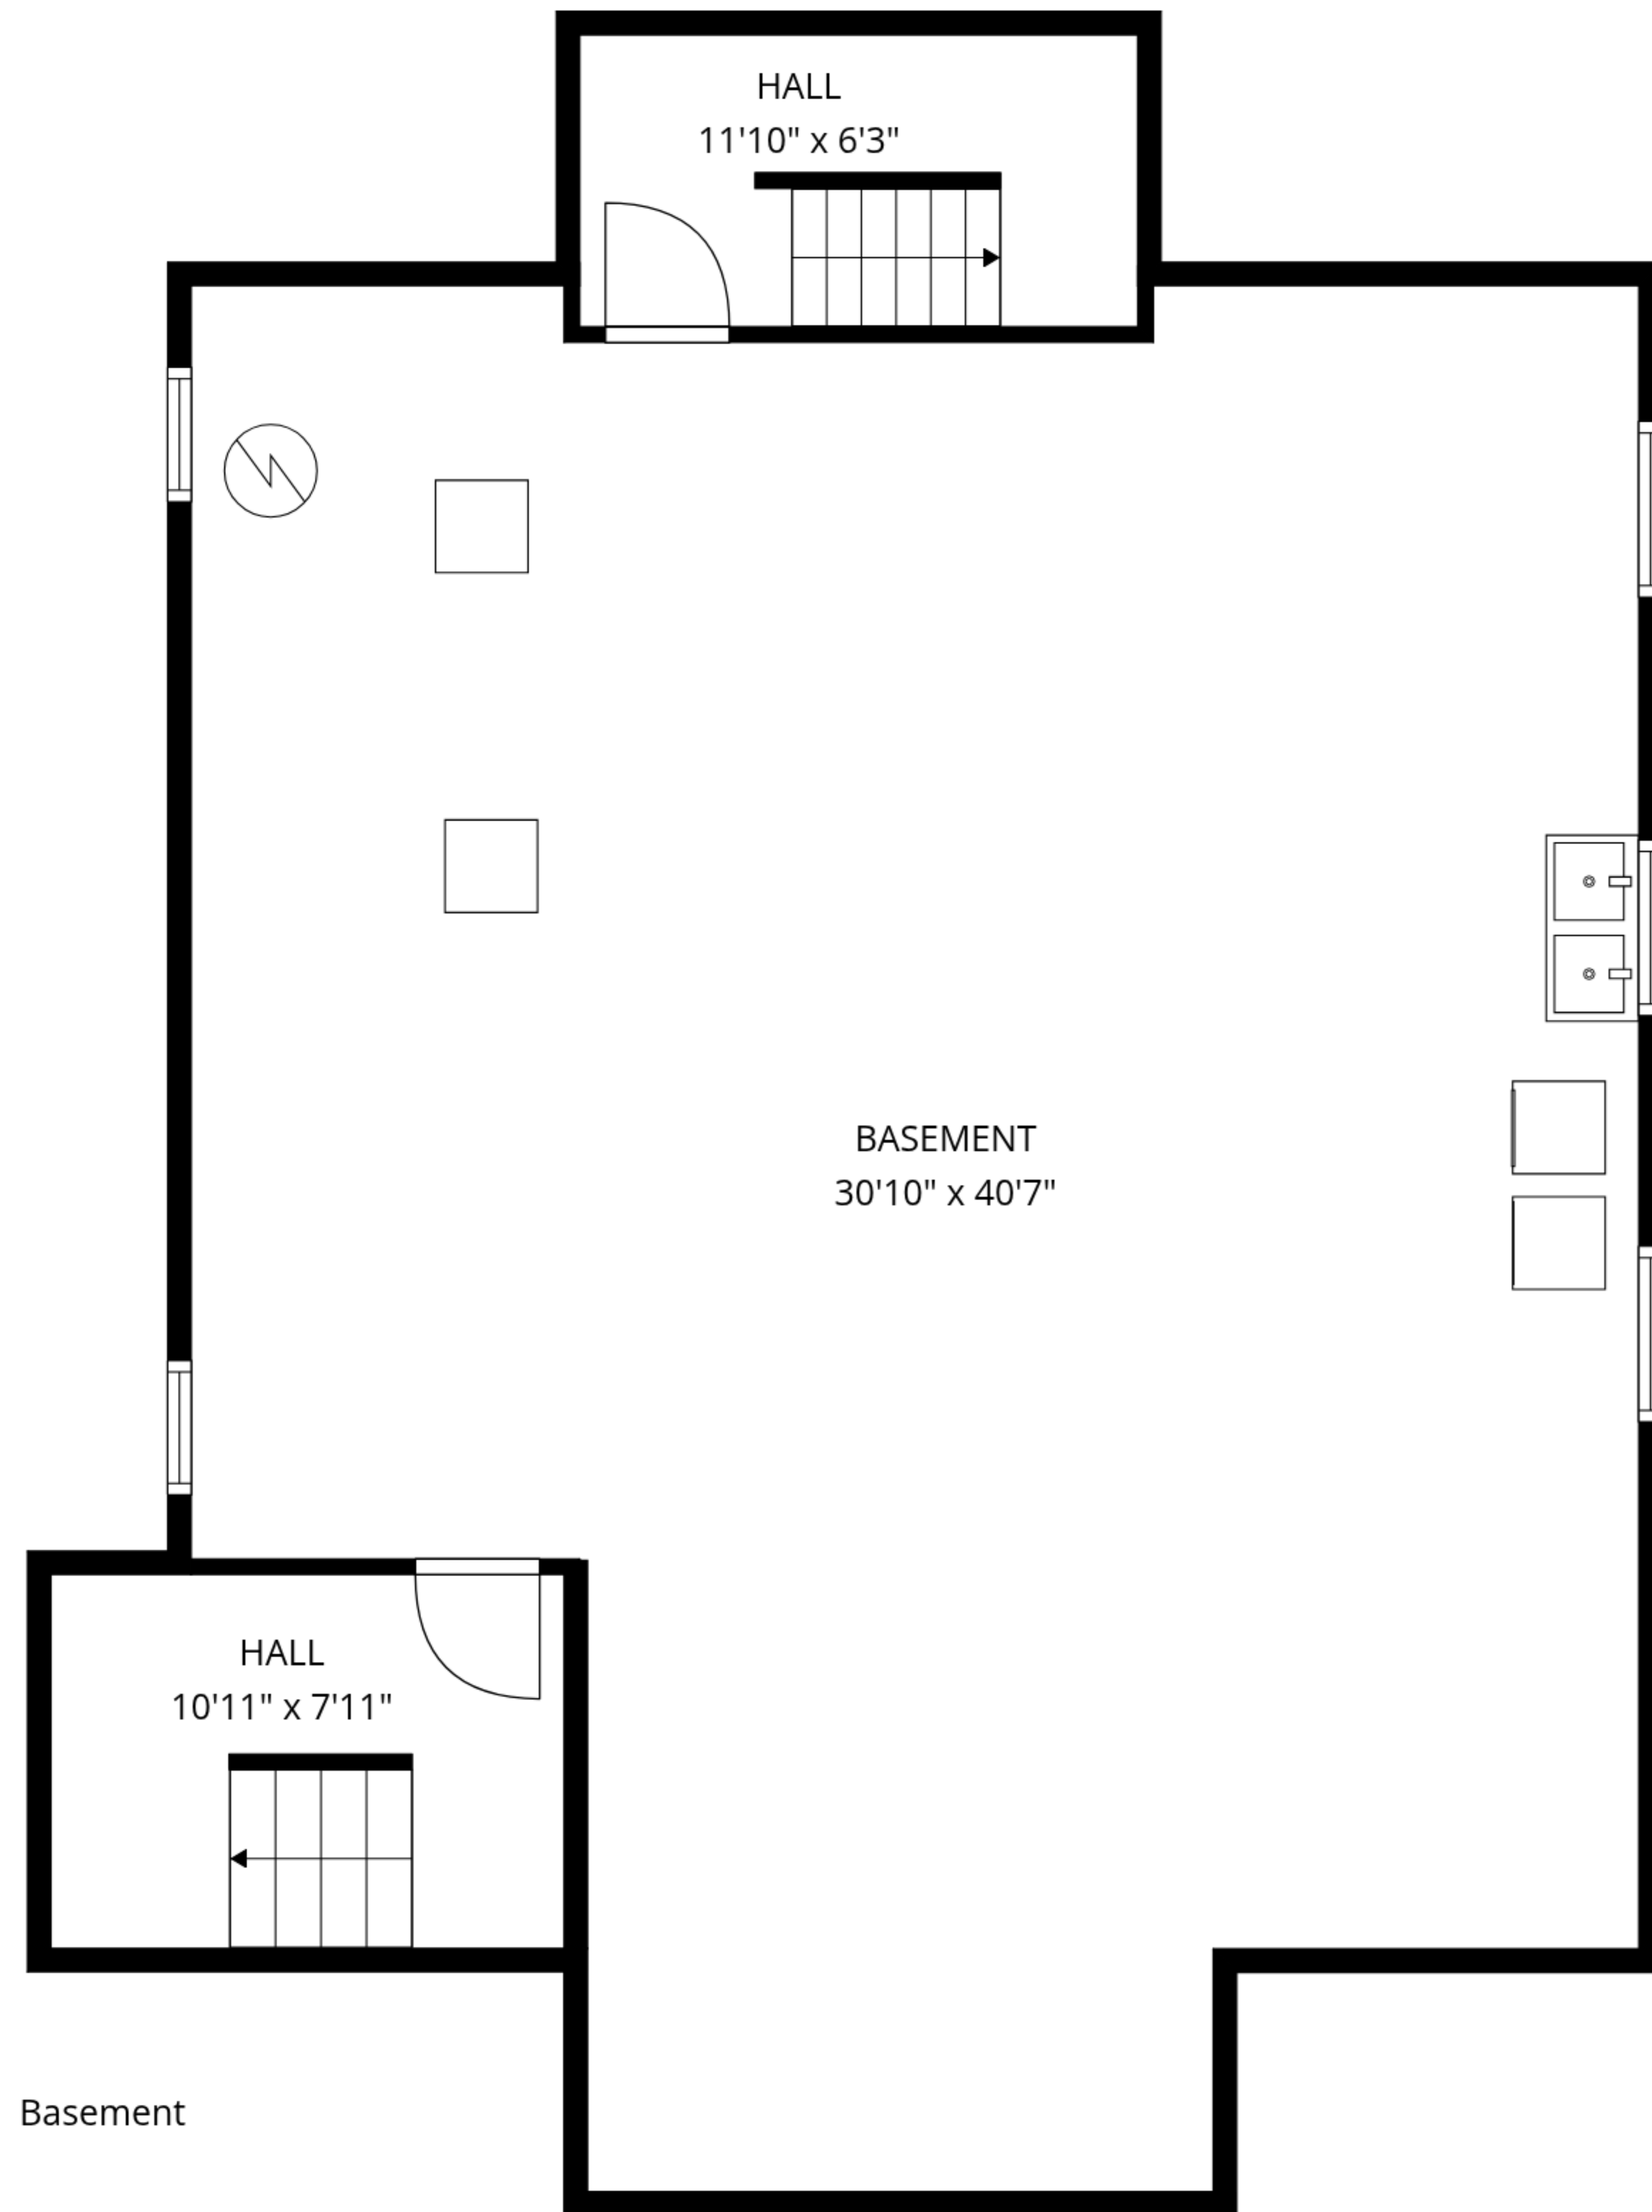 HALL
11'10" x 6'3"
BASEMENT
30'10" x 40'7"
HALL
10'11" x 7'11"
Basement